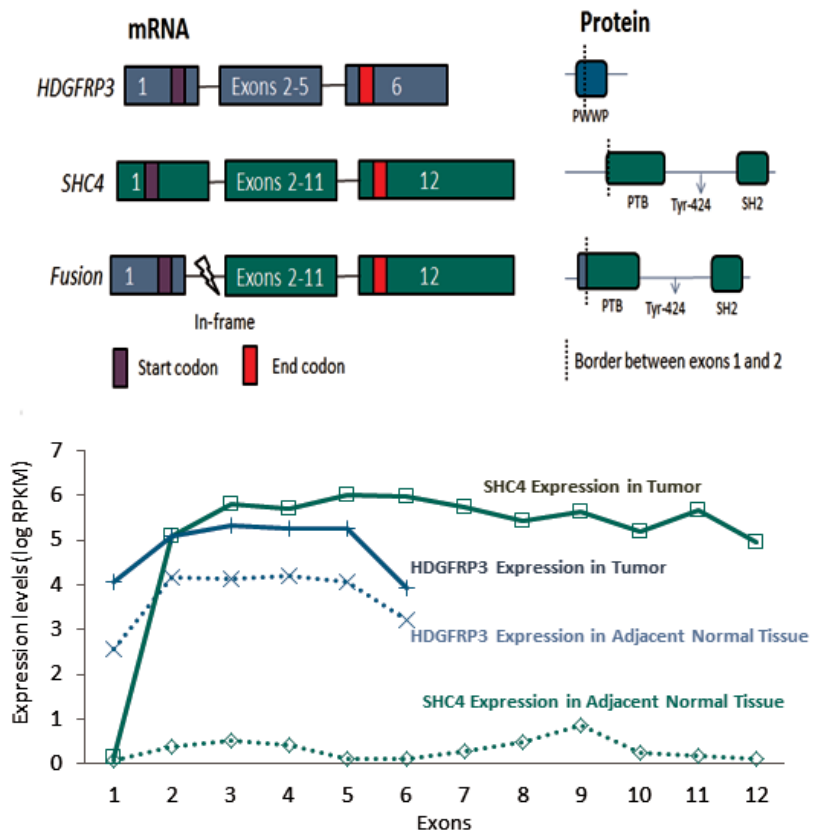 mRNA
Protein
HDGFRP3
1
Exons 2-5
6
PWWP
SHC4
1
Exons 2-11
12
PTB
Tyr-424
SH2
Fusion
1
Exons 2-11
12
In-frame
PTB
Tyr-424
SH2
Start codon
End codon
Border between exons 1 and 2
Expression levels (log RPKM)
7
6
5
4
3
2
1
0
SHC4 Expression in Tumor
HDGFRP3 Expression in Tumor
HDGFRP3 Expression in Adjacent Normal Tissue
SHC4 Expression in Adjacent Normal Tissue
1 2 3 4 5 6 7 8 9 10 11 12
Exons